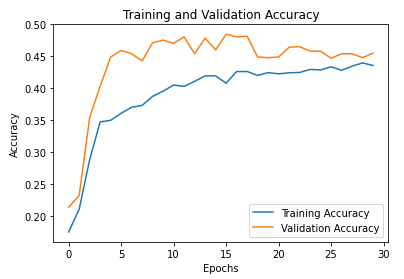 Training and Validation Accuracy
Accuracy
0.50
0.45
0.40
0.35
0.30
0.25
0.20
Training Accuracy
Validation Accuracy
0 5 10 15 20 25 30
Epochs